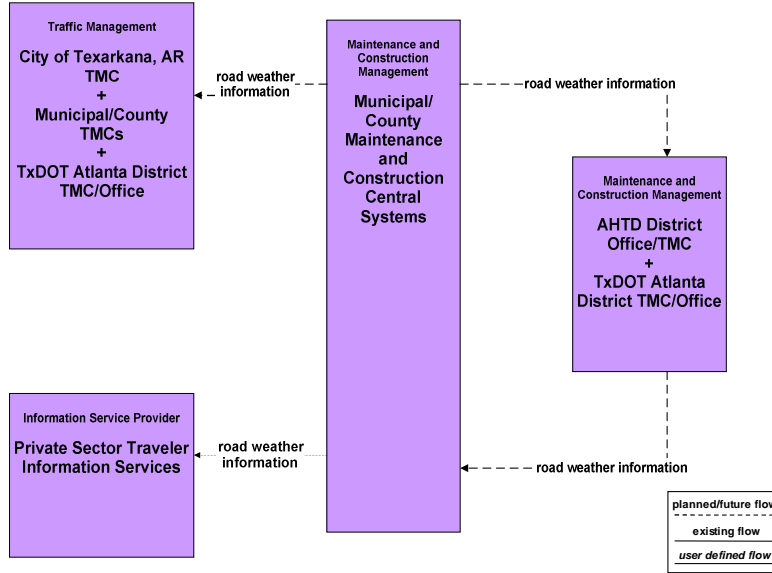 Traffic Management
City of Texarkana, AR
TMC
+
Municipal/County
TMCs
+
TxDOT Atlanta District
TMC/Office
road weather
information
Maintenance and
Construction
Management
Municipal/
County
Maintenance
and
Construction
Central
Systems
road weather information
Maintenance and
Construction Management
AHTD District
Office/TMC
+
TxDOT Atlanta
District TMC/Office
Information Service Provider
Private Sector Traveler
Information Services
road weather
information
road weather information
planned/future flow
existing flow
user defined flow